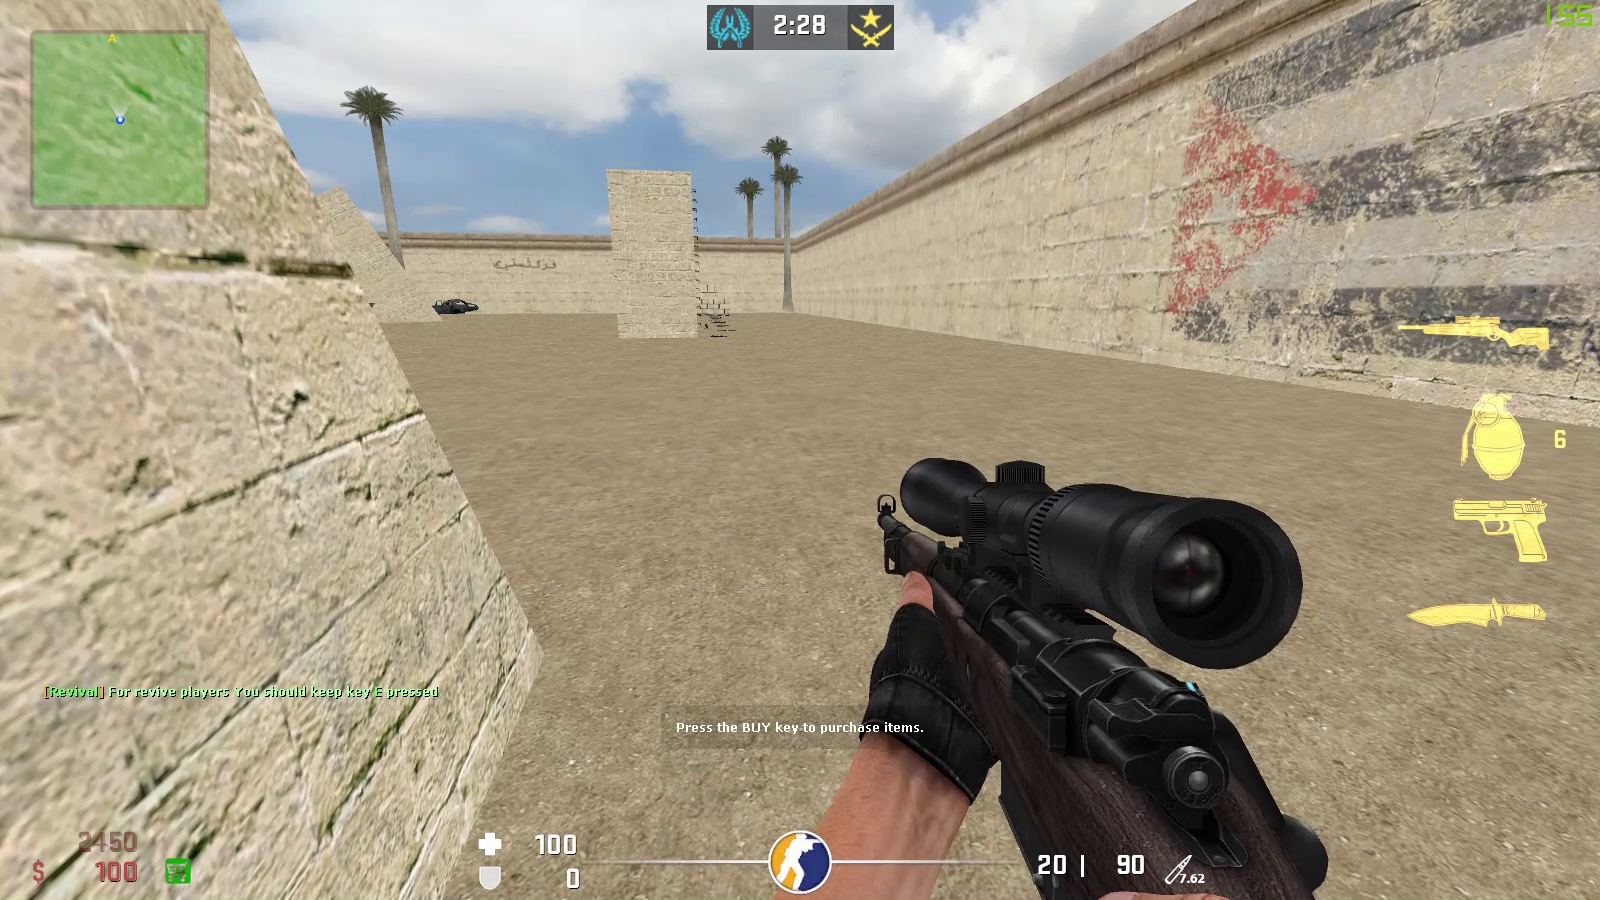 A
2:28
155
6
[Revival] For revive players You should keep key E pressed
Press the BUY key to purchase items.
2450
$ 100
100
0
20 | 90
7.62